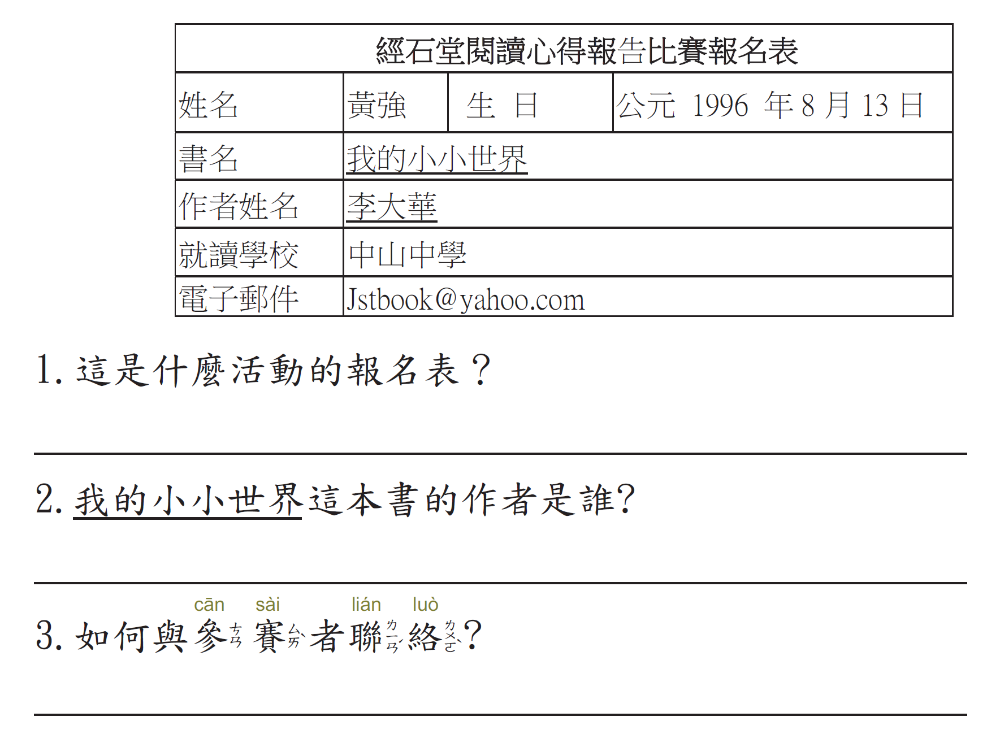 經石堂閱讀心得報告比賽報名表
姓名 黃強 生 日 公元 1996 年 8 月 13 日
書名 我的小小世界
作者姓名 李大華
就讀學校 中山中學
電子郵件 Jstbook@yahoo.com
1. 這是什麼活動的報名表？
2. 我的小小世界這本書的作者是誰?
cān sài lián luò
3. 如何與參ㄘㄢ賽ㄙㄞˋ者聯ㄌㄧㄢˊ絡ㄌㄨㄛˋ?